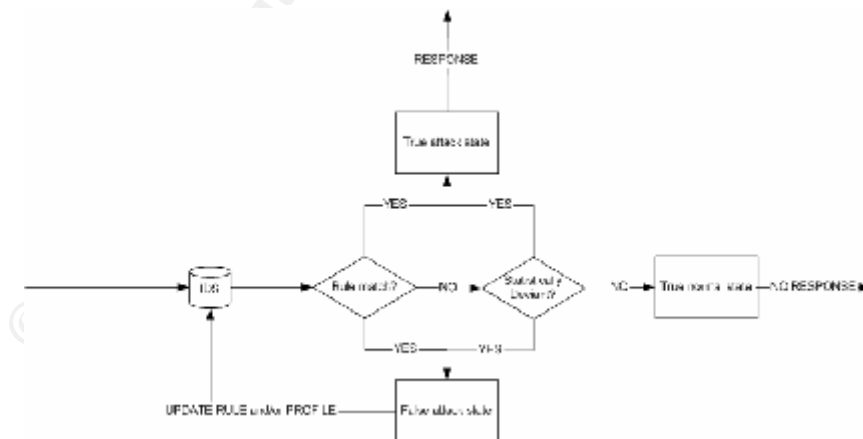 RESPONSE
True attack state
YES
YES
IDS
Rule match?
NO
Statistically
Deviant?
NO
True normal state
NO RESPONSE
YES
YES
UPDATE RULE and/or PROFILE
False attack state